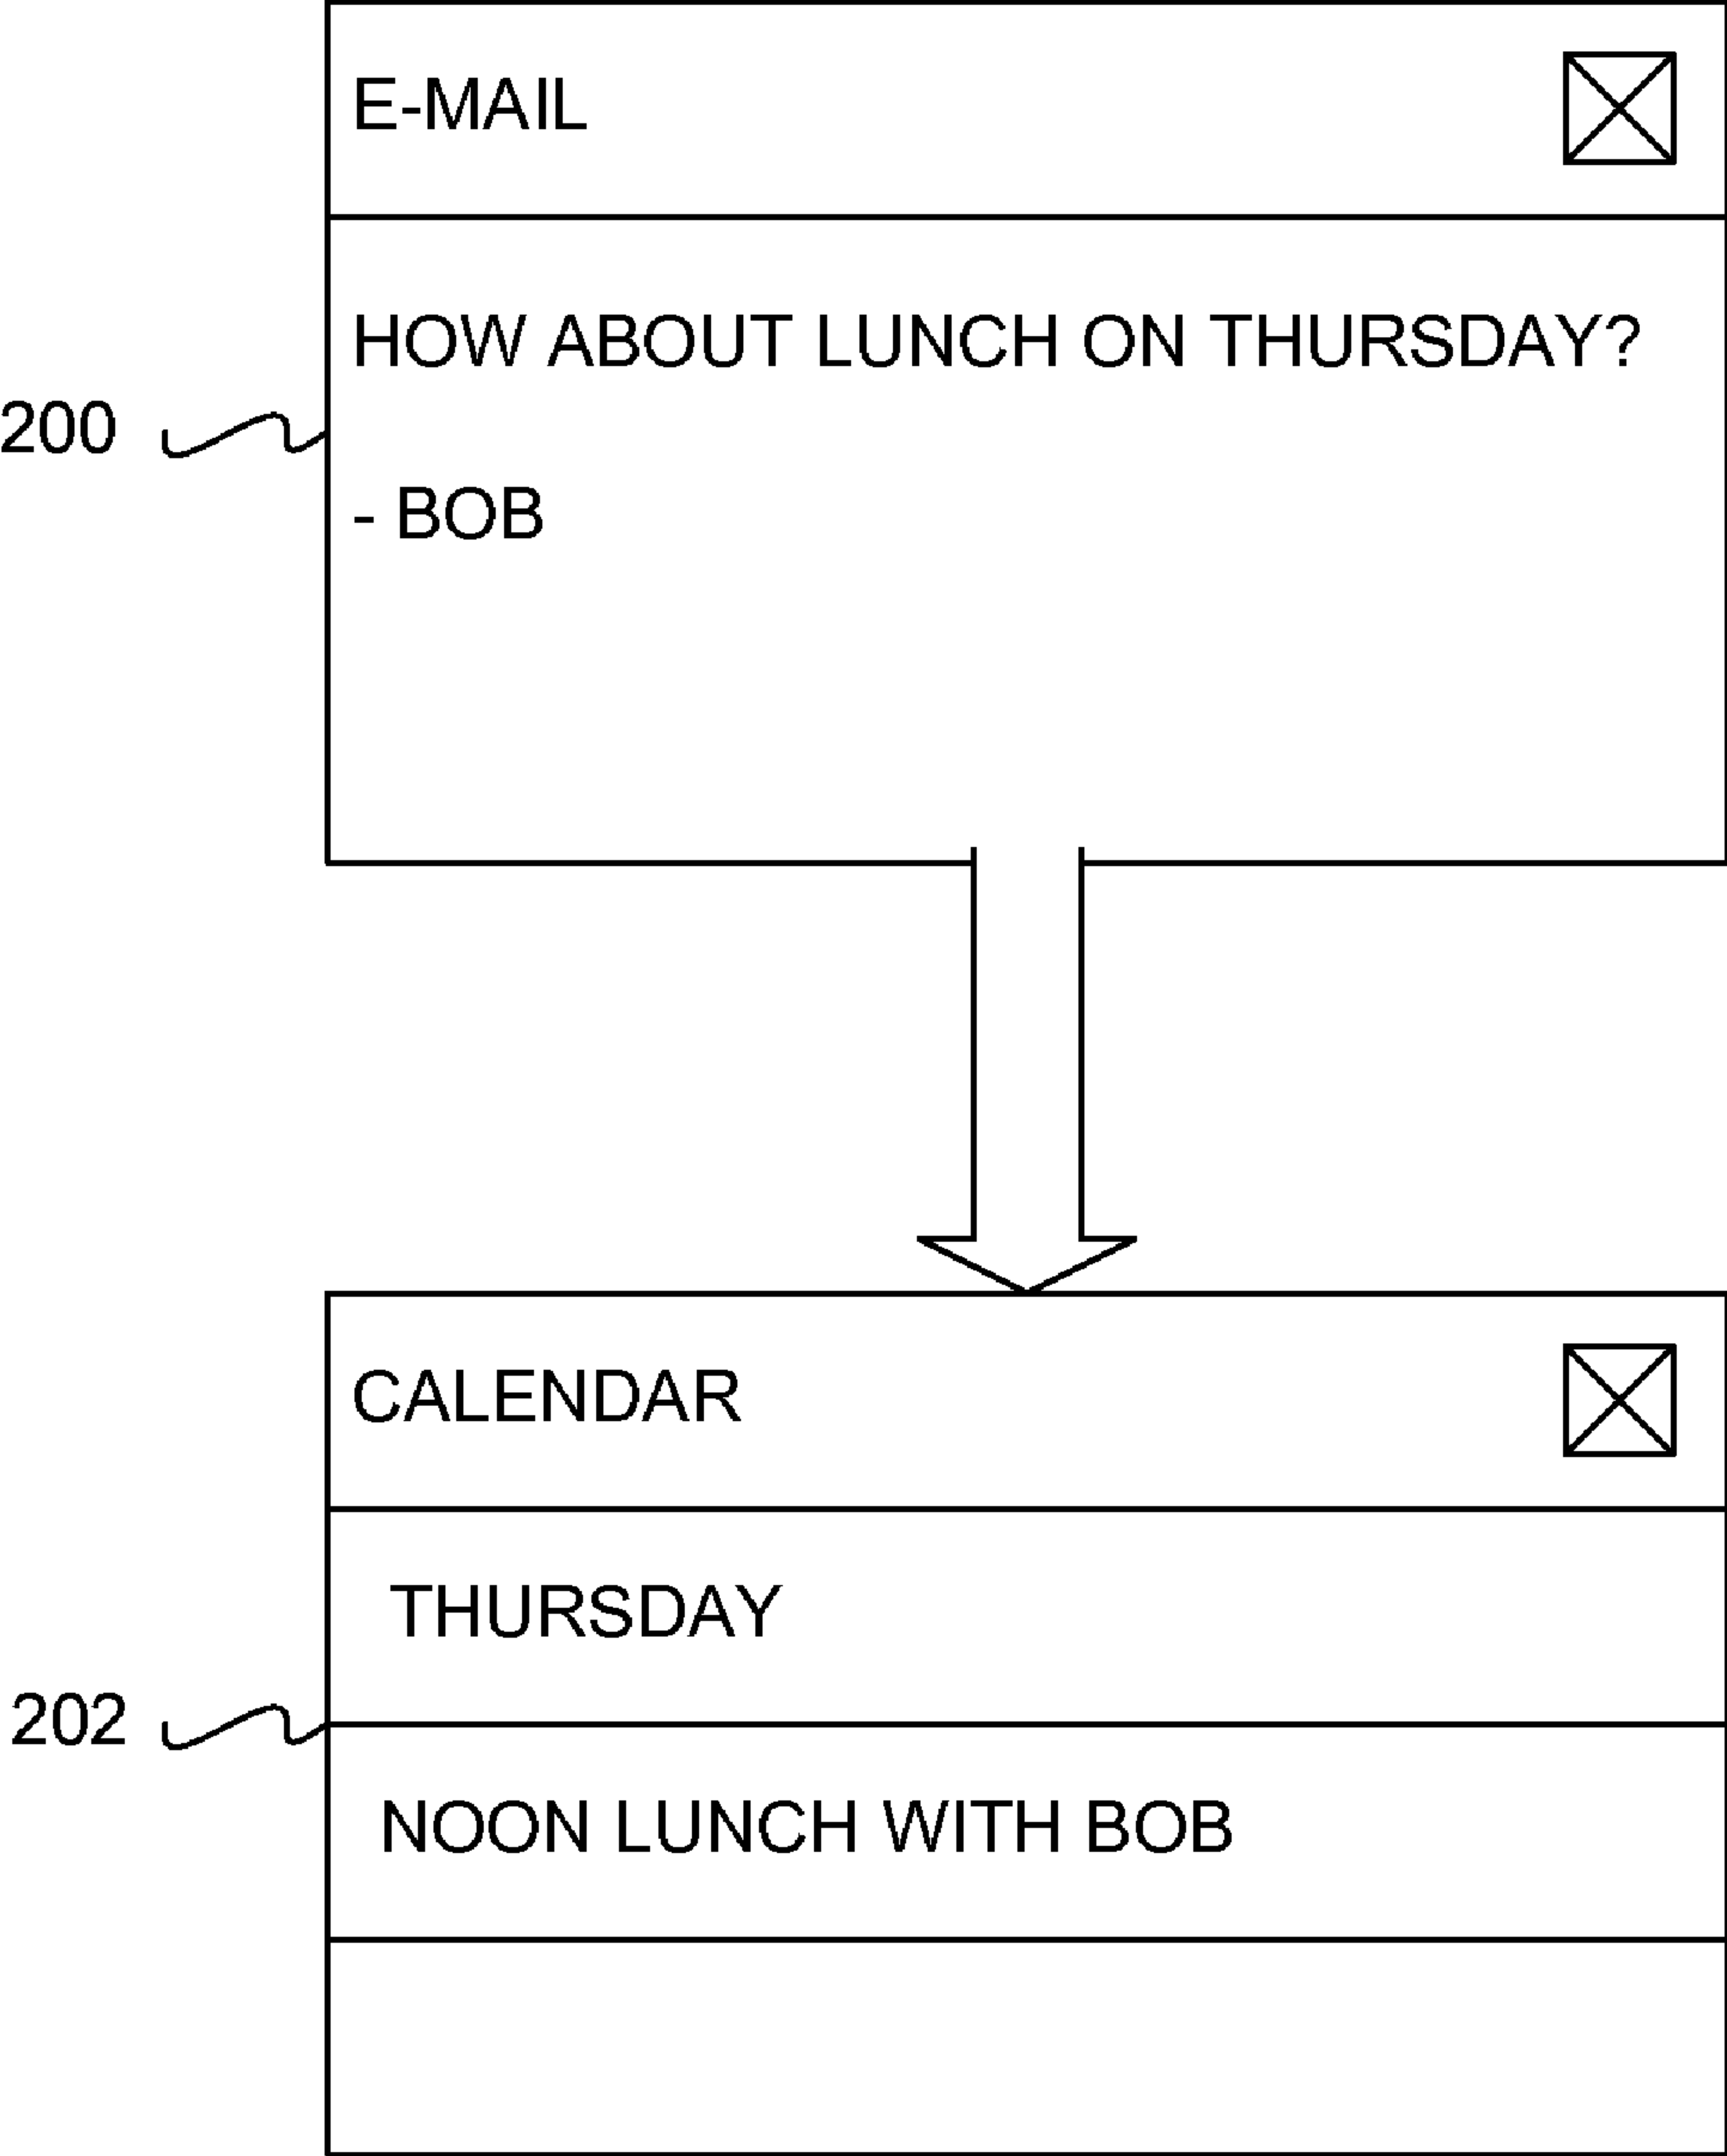 E-MAIL
HOW ABOUT LUNCH ON THURSDAY?
200
- BOB
CALENDAR
THURSDAY
202
NOON LUNCH WITH BOB